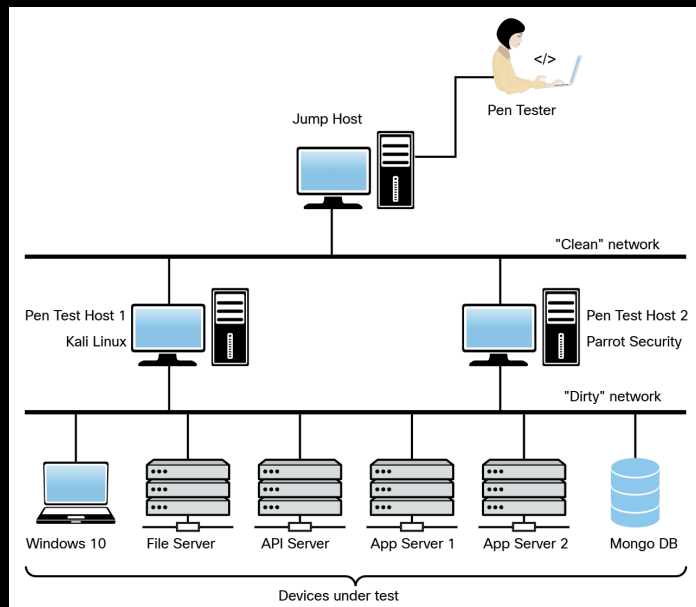 </>
Pen Tester
Jump Host
"Clean" network
Pen Test Host 1
Kali Linux
Pen Test Host 2
Parrot Security
"Dirty" network
Windows 10
File Server
API Server
App Server 1
App Server 2
Mongo DB
Devices under test